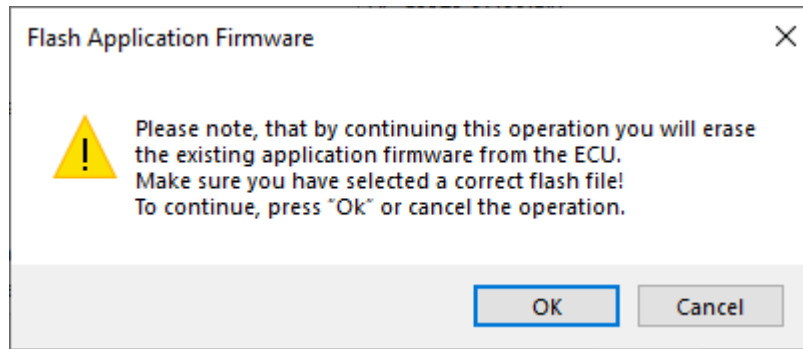 Flash Application Firmware
Please note, that by continuing this operation you will erase
the existing application firmware from the ECU.
Make sure you have selected a correct flash file!
To continue, press “Ok” or cancel the operation.
OK
Cancel